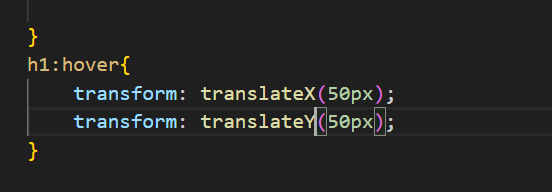 }
h1:hover{
transform: translateX(50px);
transform: translateY(50px);
}